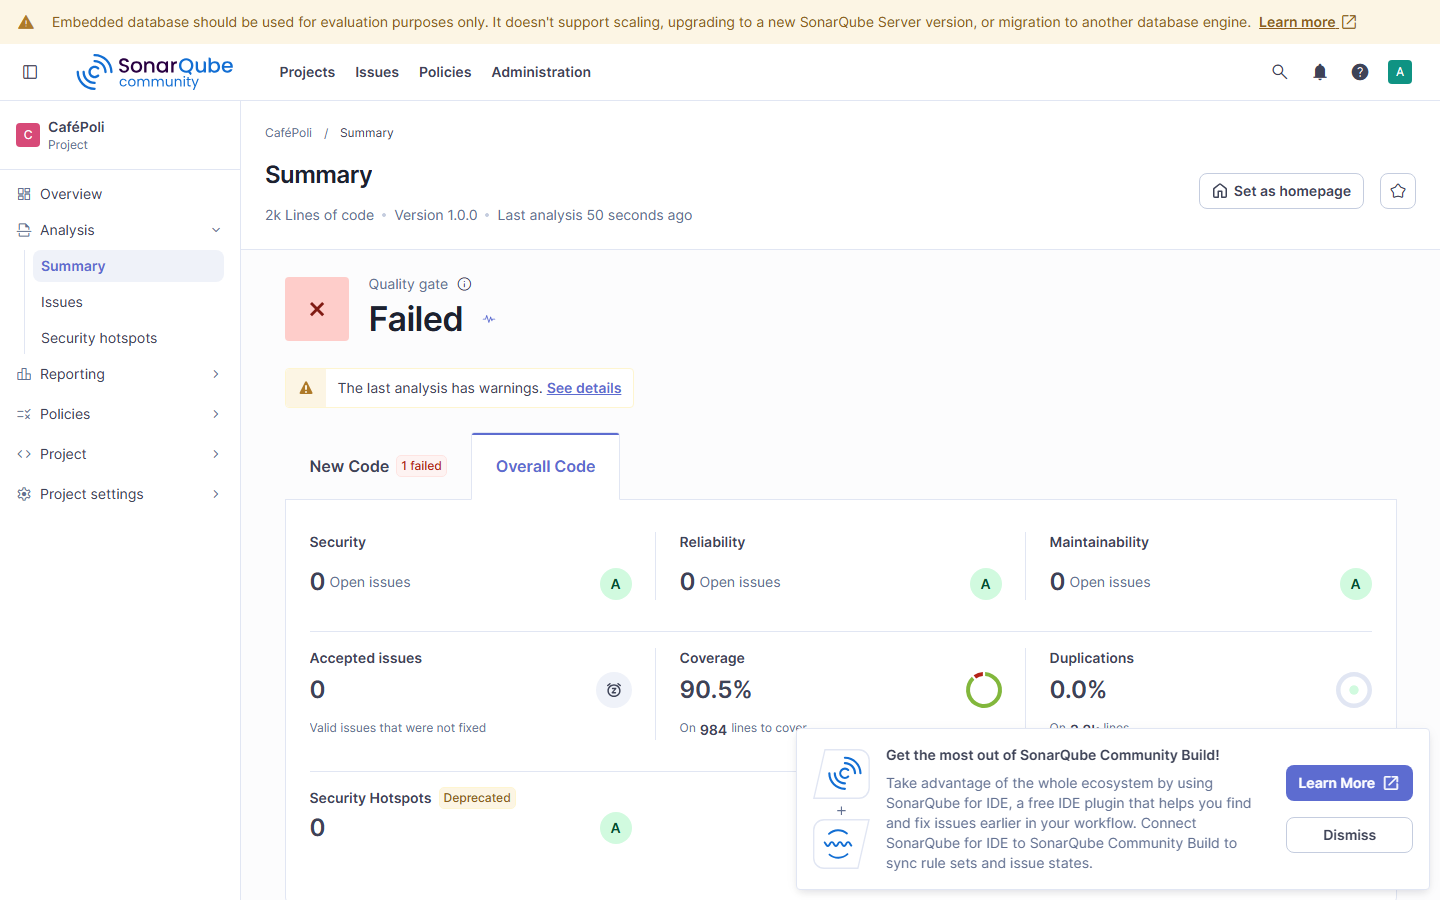 Embedded database should be used for evaluation purposes only. It doesn't support scaling, upgrading to a new SonarQube Server version, or migration to another database engine. Learn more
SonarQube community
Projects Issues Policies Administration
? A
C CaféPoli
Project
Overview
Analysis
Summary
Issues
Security hotspots
Reporting
Policies
Project
Project settings
CaféPoli / Summary
Summary
2k Lines of code • Version 1.0.0 • Last analysis 50 seconds ago
Set as homepage
Quality gate
Failed
The last analysis has warnings. See details
New Code 1 failed Overall Code
Security
0 Open issues A
Reliability
0 Open issues A
Maintainability
0 Open issues A
Accepted issues
0
Valid issues that were not fixed
Coverage
90.5%
On 984 lines to cover
Duplications
0.0%
Security Hotspots Deprecated
0 A
Get the most out of SonarQube Community Build!
Take advantage of the whole ecosystem by using
SonarQube for IDE, a free IDE plugin that helps you find
and fix issues earlier in your workflow. Connect
SonarQube for IDE to SonarQube Community Build to
sync rule sets and issue states.
Learn More
Dismiss